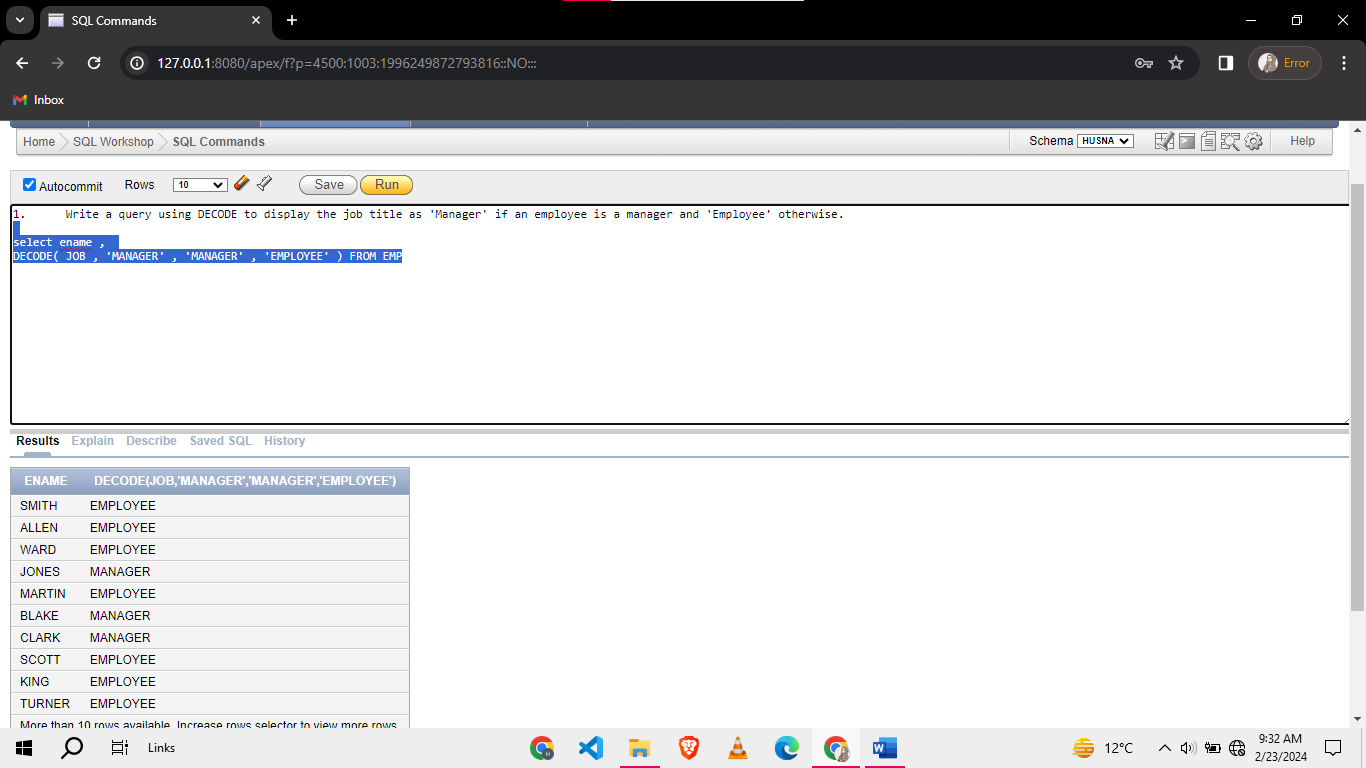 SQL Commands
127.0.0.1:8080/apex/f?p=4500:1003:1996249872793816::NO:::
Error
Inbox
Home SQL Workshop SQL Commands
Schema HUSNA Help
Autocommit Rows 10 Save Run
1. Write a query using DECODE to display the job title as 'Manager' if an employee is a manager and 'Employee' otherwise.
select ename ,
DECODE( JOB , 'MANAGER' , 'MANAGER' , 'EMPLOYEE' ) FROM EMP
Results Explain Describe Saved SQL History
ENAME DECODE(JOB,'MANAGER','MANAGER','EMPLOYEE')
SMITH EMPLOYEE
ALLEN EMPLOYEE
WARD EMPLOYEE
JONES MANAGER
MARTIN EMPLOYEE
BLAKE MANAGER
CLARK MANAGER
SCOTT EMPLOYEE
KING EMPLOYEE
TURNER EMPLOYEE
More than 10 rows available. Increase rows selector to view more rows.
Links
12°C
9:32 AM
2/23/2024